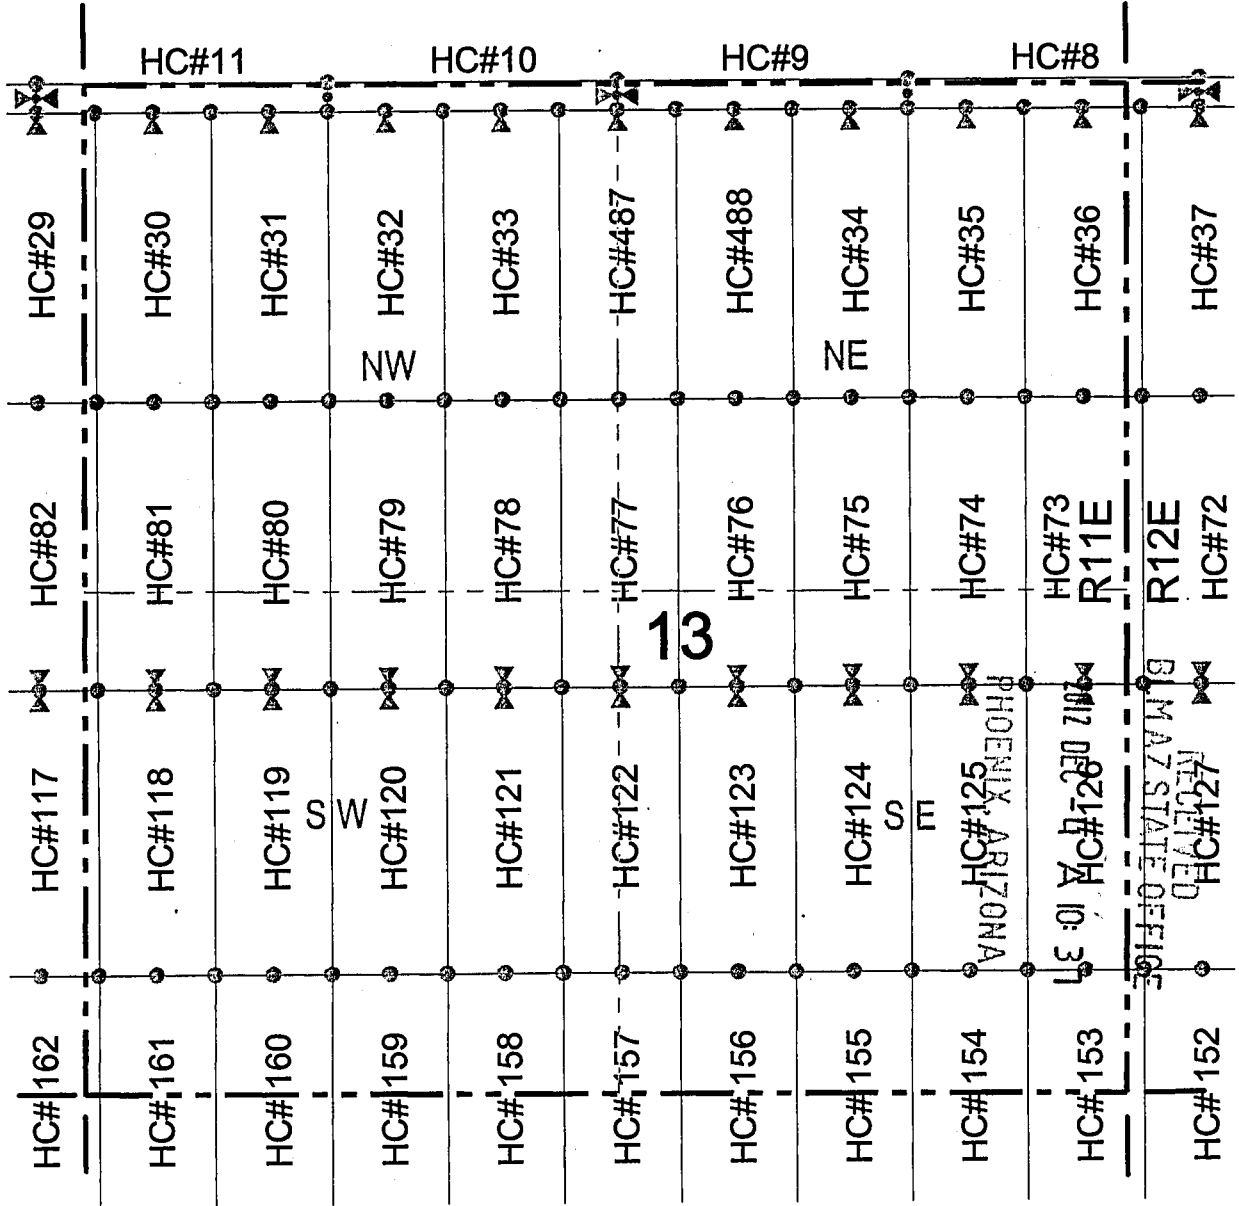 HC#11 HC#10 HC#9 HC#8
HC#29 HC#30 HC#31 HC#32 HC#33 HC#487 HC#488 HC#34 HC#35 HC#36 HC#37
NW NE
HC#82 HC#81 HC#80 HC#79 HC#78 HC#77 HC#76 HC#75 HC#74 HC#73 R11E R12E HC#72
13
HC#117 HC#118 HC#119 HC#120 HC#121 HC#122 HC#123 HC#124 HC#125 HC#126 HC#127
SW SE
RECEIVED
BLM AZ STATE OFFICE
2012 DEC -4 A 10: 37
PHOENIX, ARIZONA
HC# 162 HC# 161 HC# 160 HC# 159 HC# 158 HC# 157 HC# 156 HC# 155 HC# 154 HC# 153 HC# 152